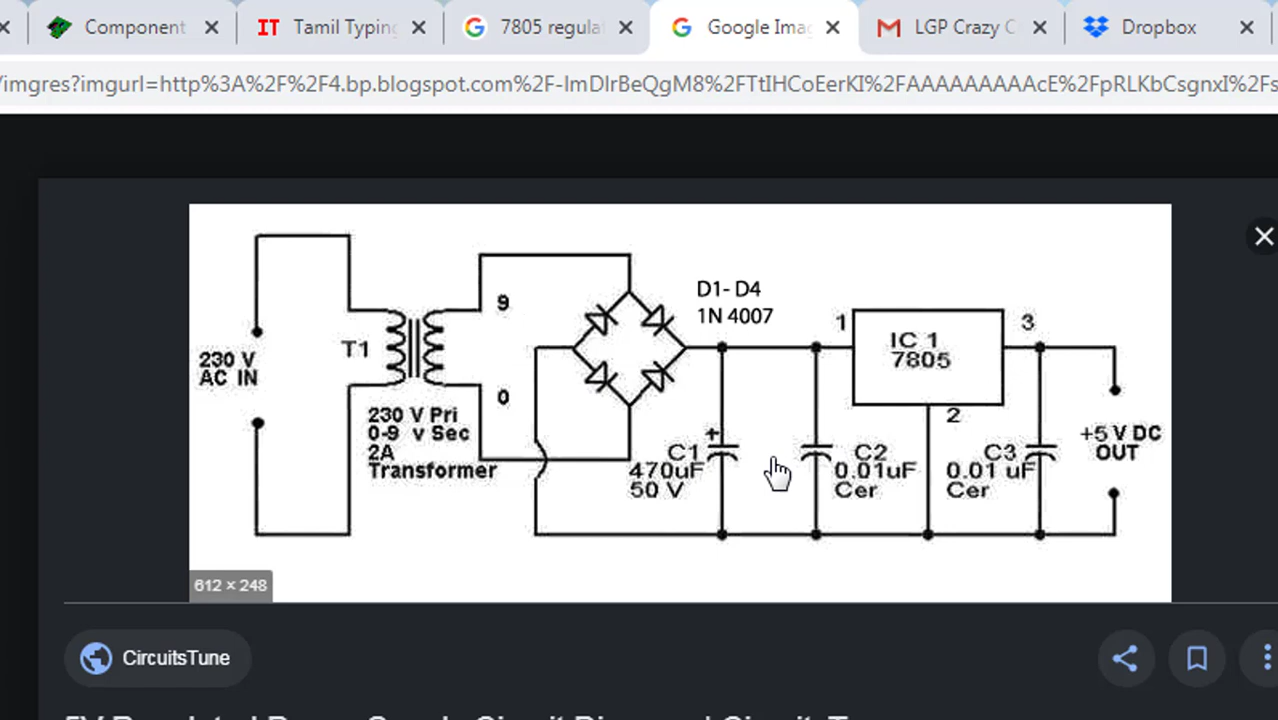 Component
Tamil Typing
7805 regula
Google Ima
LGP Crazy C
Dropbox
/imgres?imgurl=http%3A%2F%2F4.bp.blogspot.com%2F-lmDlrBeQgM8%2FTtIHCoEerKI%2FAAAAAAAAAcE%2FpRLKbCsgnxI%2Fs
D1- D4
1N 4007
9
T1
0
230 V
AC IN
230 V Pri
0-9 v Sec
2A
Transformer
1
IC 1
7805
3
2
+
C1
470uF
50 V
C2
0.01uF
Cer
C3
0.01 uF
Cer
+5 V DC
OUT
612 × 248
CircuitsTune